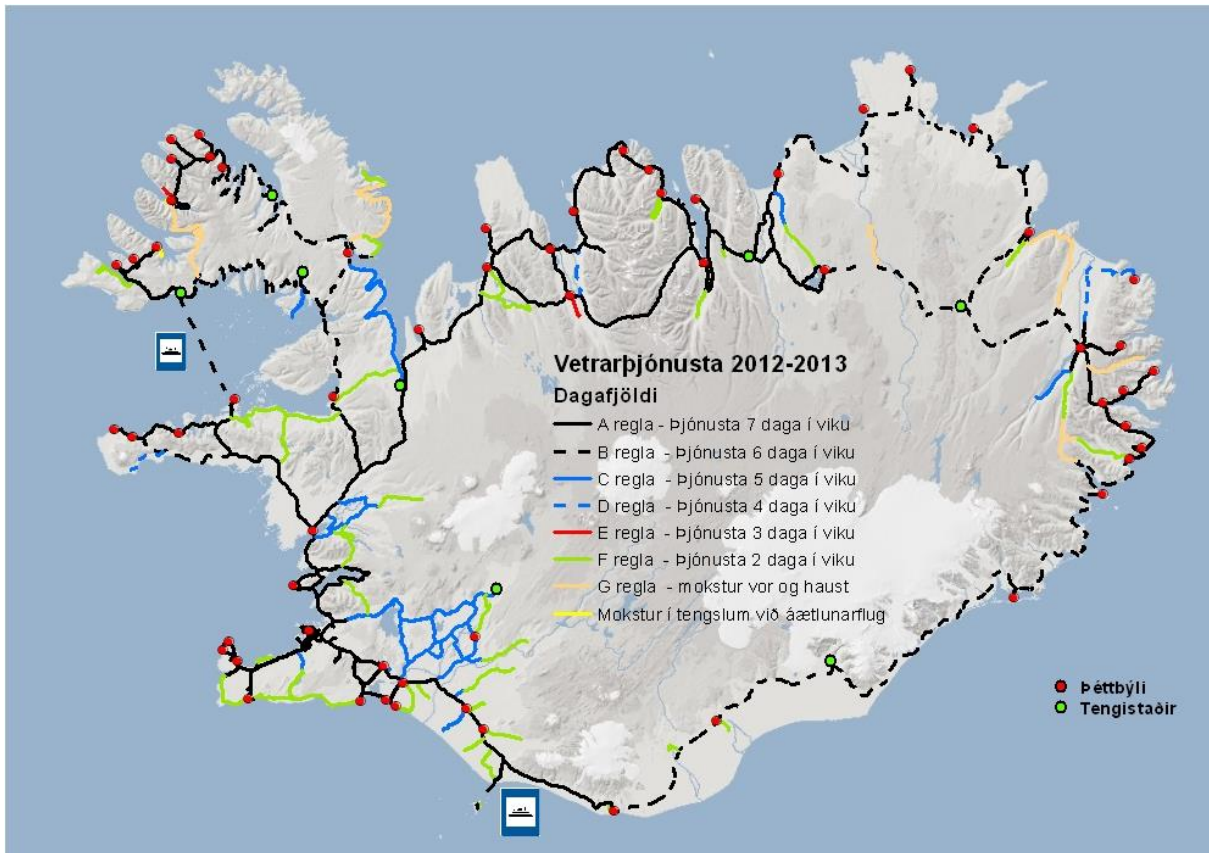 Vetrarþjónusta 2012-2013
Dagafjöldi
A regla - Þjónusta 7 daga í viku
B regla - Þjónusta 6 daga í viku
C regla - Þjónusta 5 daga í viku
D regla - Þjónusta 4 daga í viku
E regla - Þjónusta 3 daga í viku
F regla - Þjónusta 2 daga í viku
G regla - mokstur vor og haust
Mokstur í tengslum við áætlunarflug
Þéttbýli
Tengistaðir